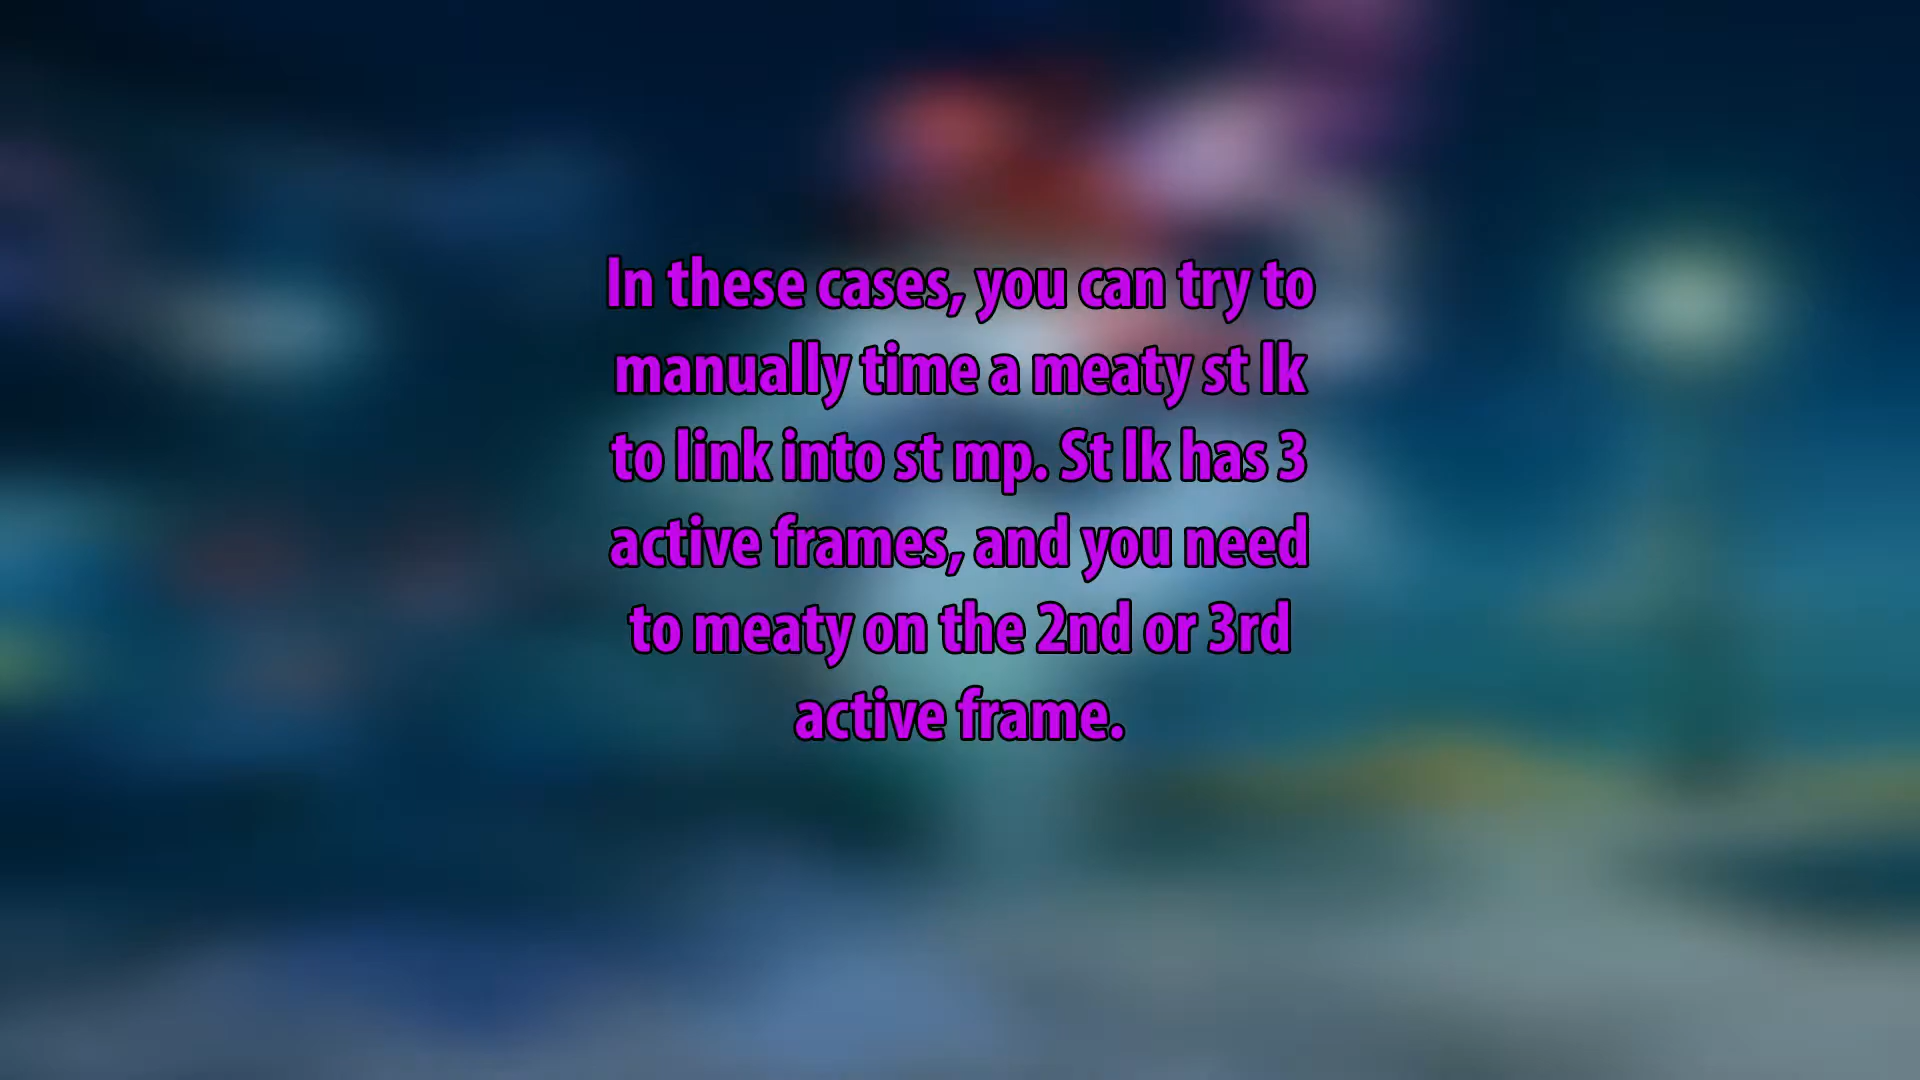 In these cases, you can try to
manually time a meaty st lk
to link into st mp. St lk has 3
active frames, and you need
to meaty on the 2nd or 3rd
active frame.